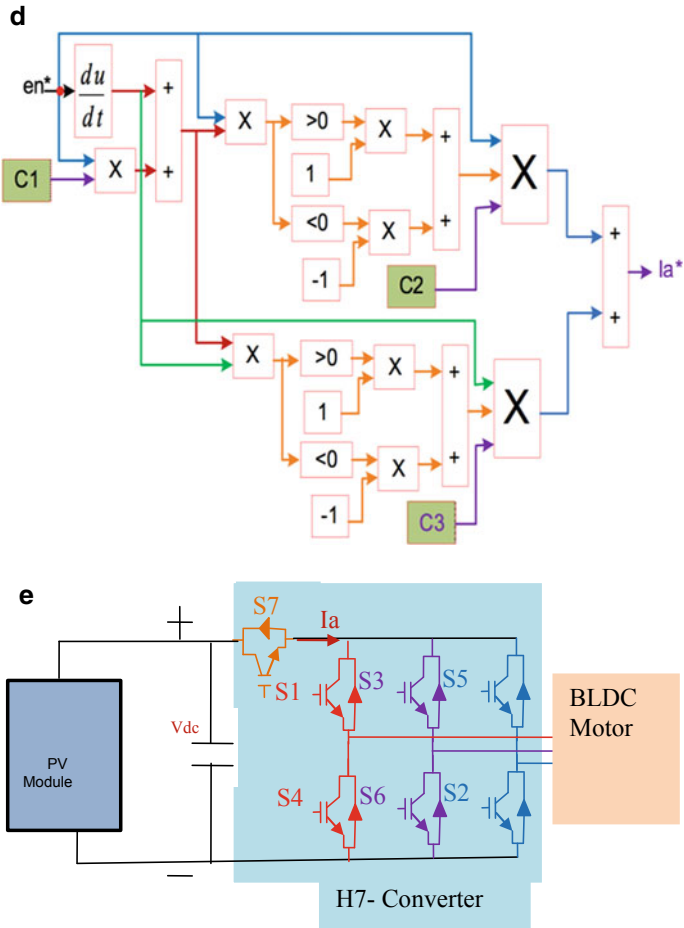 d
en*
du
dt
C1
X
+
+
X
>0
1
<0
-1
X
X
+
+
C2
X
X
>0
1
<0
-1
X
X
+
+
C3
X
+
+
Ia*
e
+
S7
Ia
S1
S3
S5
Vdc
PV
Module
S4
S6
S2
BLDC
Motor
H7- Converter